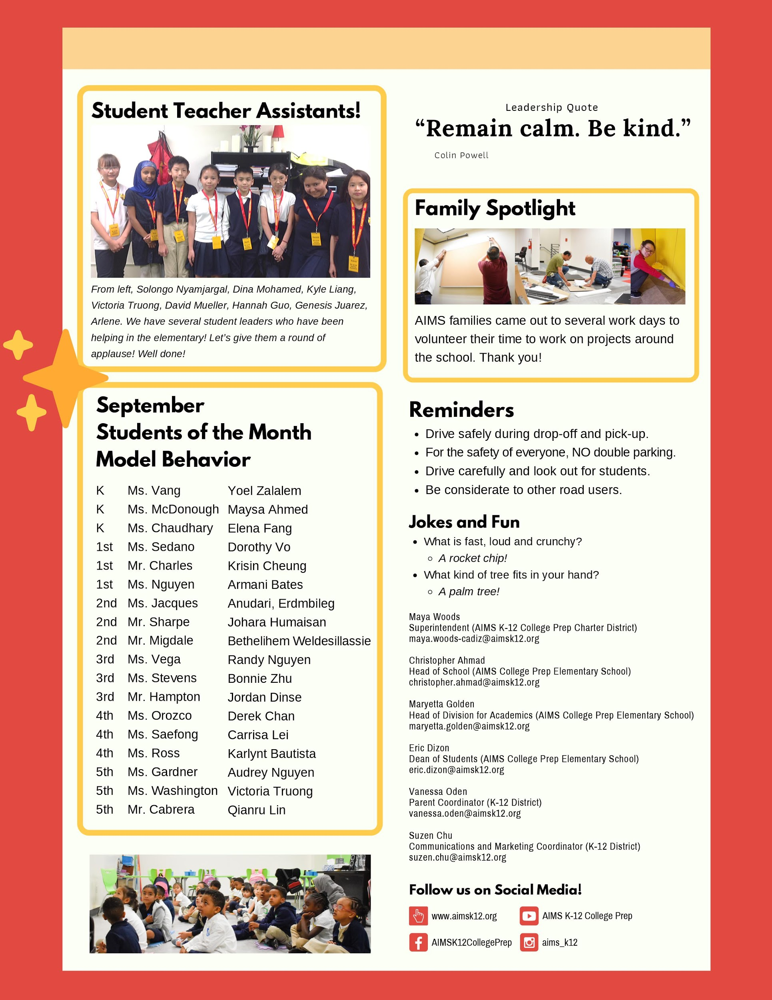 Student Teacher Assistants!
From left, Solongo Nyamjargal, Dina Mohamed, Kyle Liang,
Victoria Truong, David Mueller, Hannah Guo, Genesis Juarez,
Arlene. We have several student leaders who have been
helping in the elementary! Let’s give them a round of
applause! Well done!
September
Students of the Month
Model Behavior
K Ms. Vang Yoel Zalalem
K Ms. McDonough Maysa Ahmed
K Ms. Chaudhary Elena Fang
1st Ms. Sedano Dorothy Vo
1st Mr. Charles Krisin Cheung
1st Ms. Nguyen Armani Bates
2nd Ms. Jacques Anudari, Erdmbileg
2nd Mr. Sharpe Johara Humaisan
2nd Mr. Migdale Bethelihem Weldesillassie
3rd Ms. Vega Randy Nguyen
3rd Ms. Stevens Bonnie Zhu
3rd Mr. Hampton Jordan Dinse
4th Ms. Orozco Derek Chan
4th Ms. Saefong Carrisa Lei
4th Ms. Ross Karlynt Bautista
5th Ms. Gardner Audrey Nguyen
5th Ms. Washington Victoria Truong
5th Mr. Cabrera Qianru Lin
Leadership Quote
“Remain calm. Be kind.”
Colin Powell
Family Spotlight
AIMS families came out to several work days to
volunteer their time to work on projects around
the school. Thank you!
Reminders
• Drive safely during drop-off and pick-up.
• For the safety of everyone, NO double parking.
• Drive carefully and look out for students.
• Be considerate to other road users.
Jokes and Fun
• What is fast, loud and crunchy?
◦ A rocket chip!
• What kind of tree fits in your hand?
◦ A palm tree!
Maya Woods
Superintendent (AIMS K-12 College Prep Charter District)
maya.woods-cadiz@aimsk12.org
Christopher Ahmad
Head of School (AIMS College Prep Elementary School)
christopher.ahmad@aimsk12.org
Maryetta Golden
Head of Division for Academics (AIMS College Prep Elementary School)
maryetta.golden@aimsk12.org
Eric Dizon
Dean of Students (AIMS College Prep Elementary School)
eric.dizon@aimsk12.org
Vanessa Oden
Parent Coordinator (K-12 District)
vanessa.oden@aimsk12.org
Suzen Chu
Communications and Marketing Coordinator (K-12 District)
suzen.chu@aimsk12.org
Follow us on Social Media!
www.aimsk12.org AIMS K-12 College Prep
AIMSK12CollegePrep aims_k12